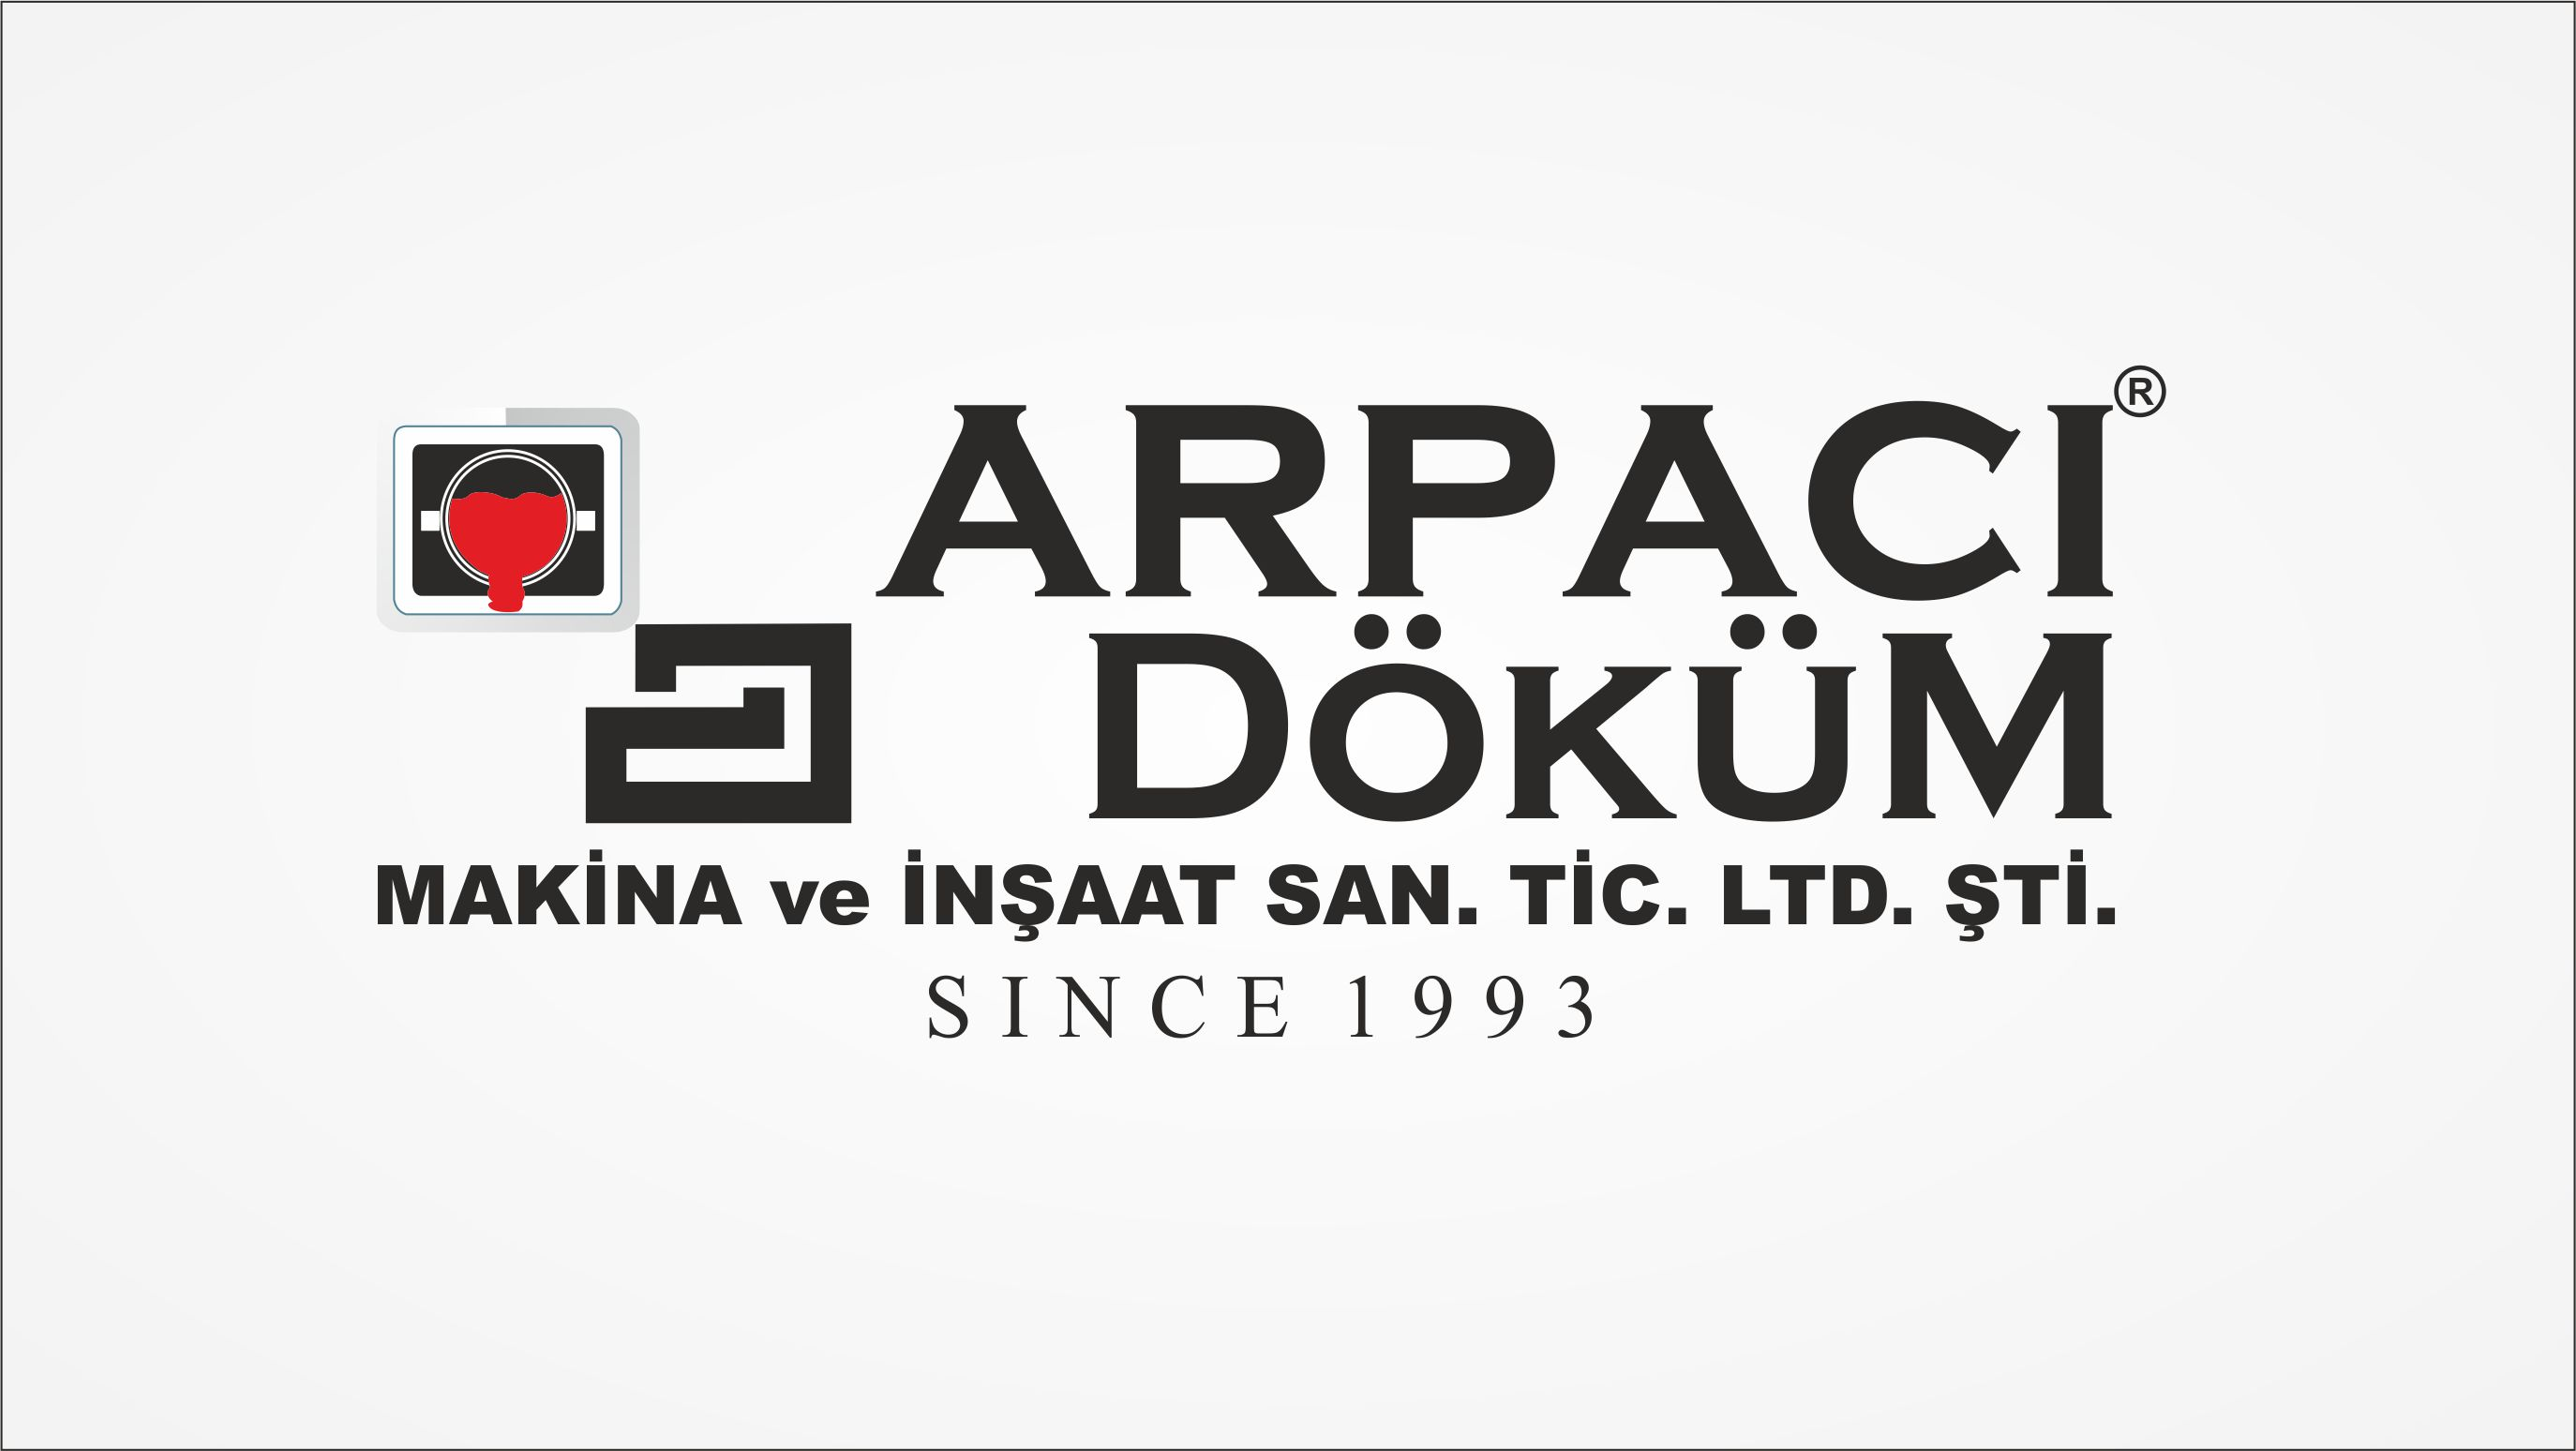 ARPACI®
DÖKÜM
MAKİNA ve İNŞAAT SAN. TİC. LTD. ŞTİ.
SINCE 1993